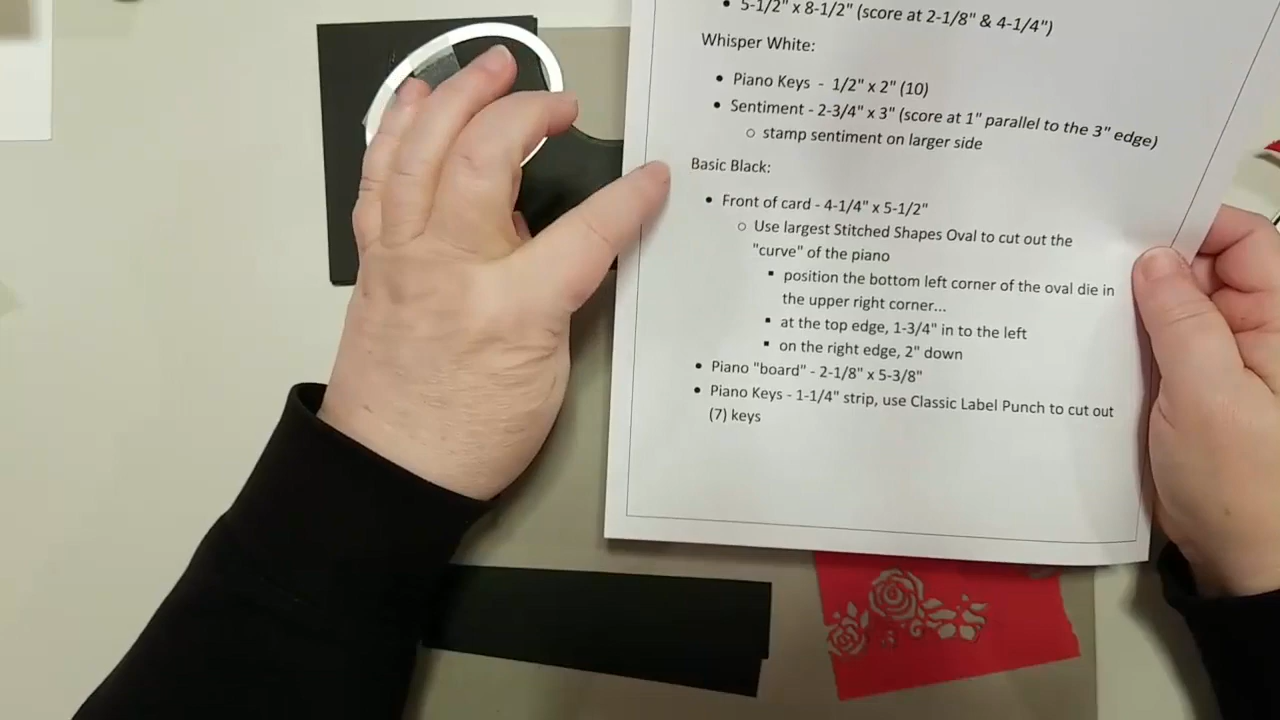 • 5-1/2" x 8-1/2" (score at 2-1/8" & 4-1/4")
Whisper White:
• Piano Keys - 1/2" x 2" (10)
• Sentiment - 2-3/4" x 3" (score at 1" parallel to the 3" edge)
○ stamp sentiment on larger side
Basic Black:
• Front of card - 4-1/4" x 5-1/2"
○ Use largest Stitched Shapes Oval to cut out the
"curve" of the piano
▪ position the bottom left corner of the oval die in
the upper right corner...
▪ at the top edge, 1-3/4" in to the left
▪ on the right edge, 2" down
• Piano "board" - 2-1/8" x 5-3/8"
• Piano Keys - 1-1/4" strip, use Classic Label Punch to cut out
(7) keys